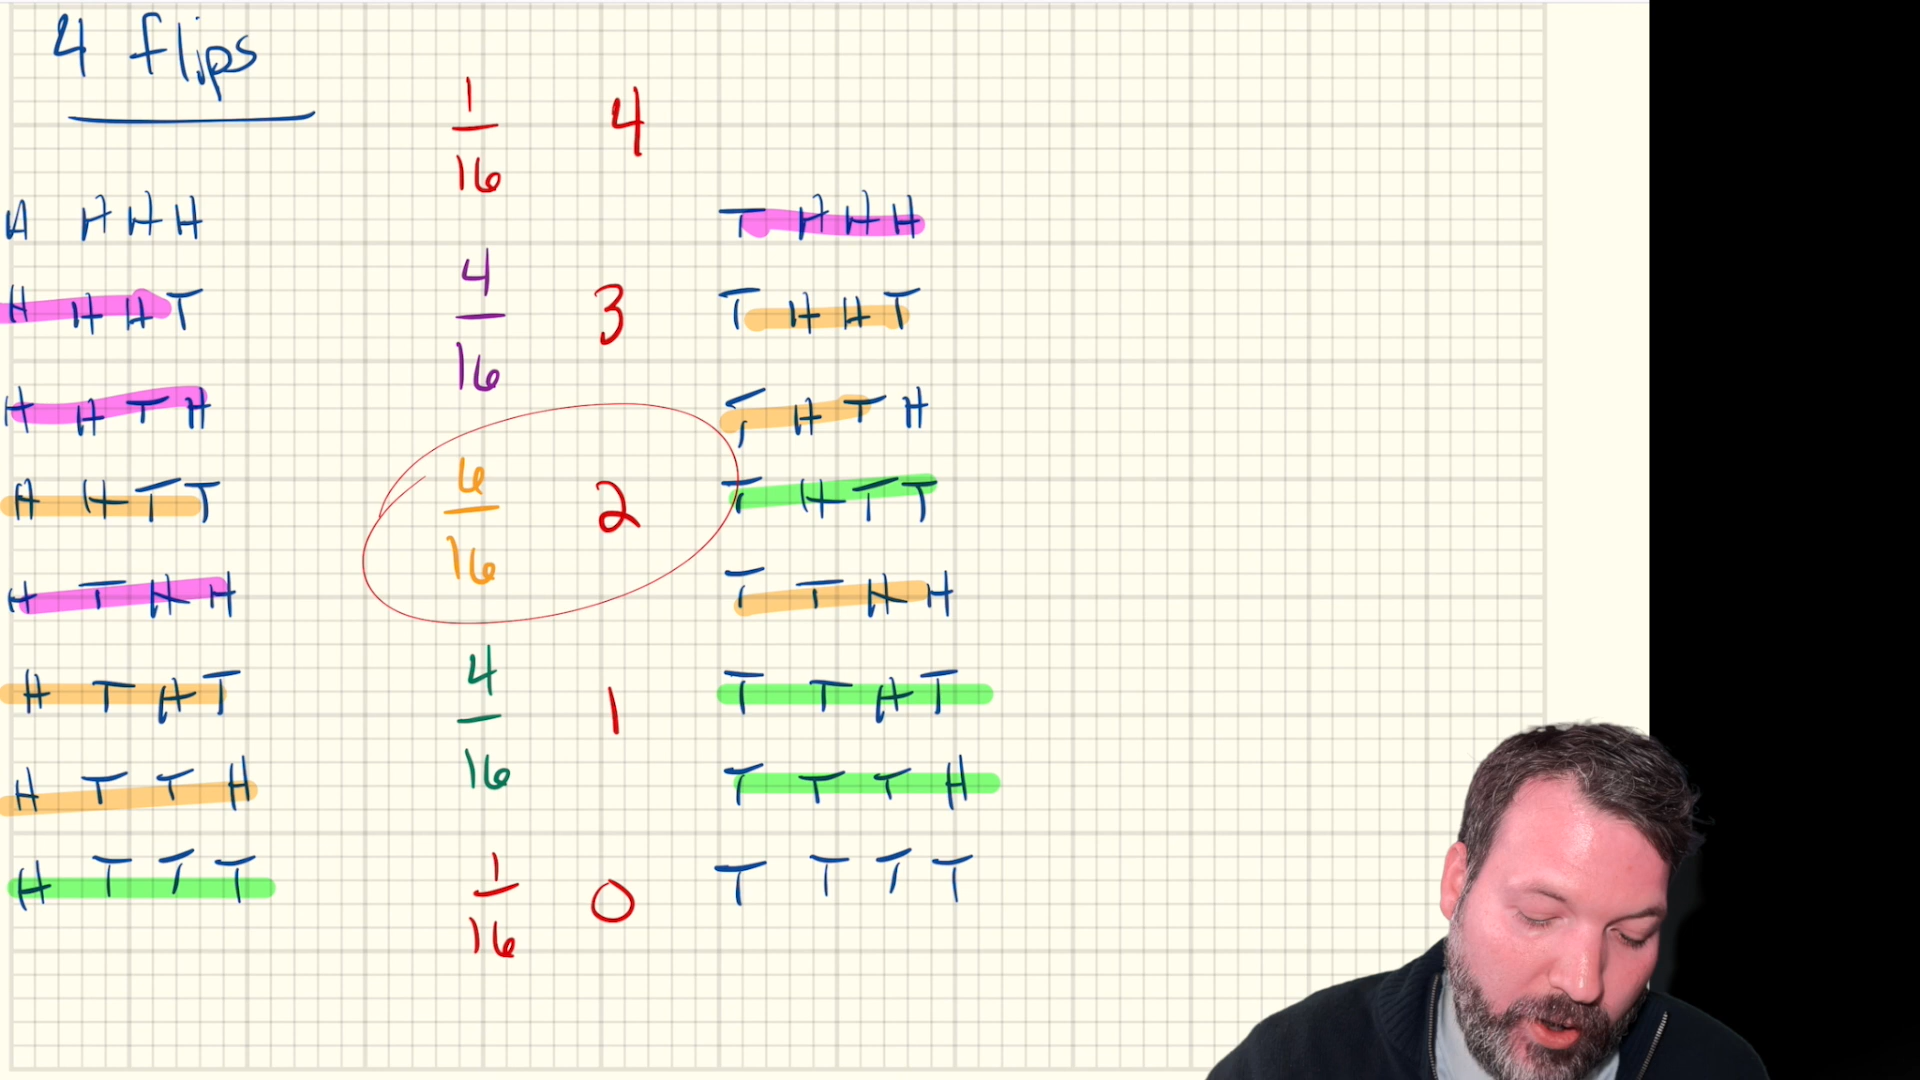 4 flips
1/16 4
H H H H
T H H H
4/16 3
H H H T
T H H T
H H T H
T H T H
6/16 2
H H T T
T H T T
H T H H
T T H H
4/16 1
H T H T
T T H T
H T T H
T T T H
1/16 0
H T T T
T T T T